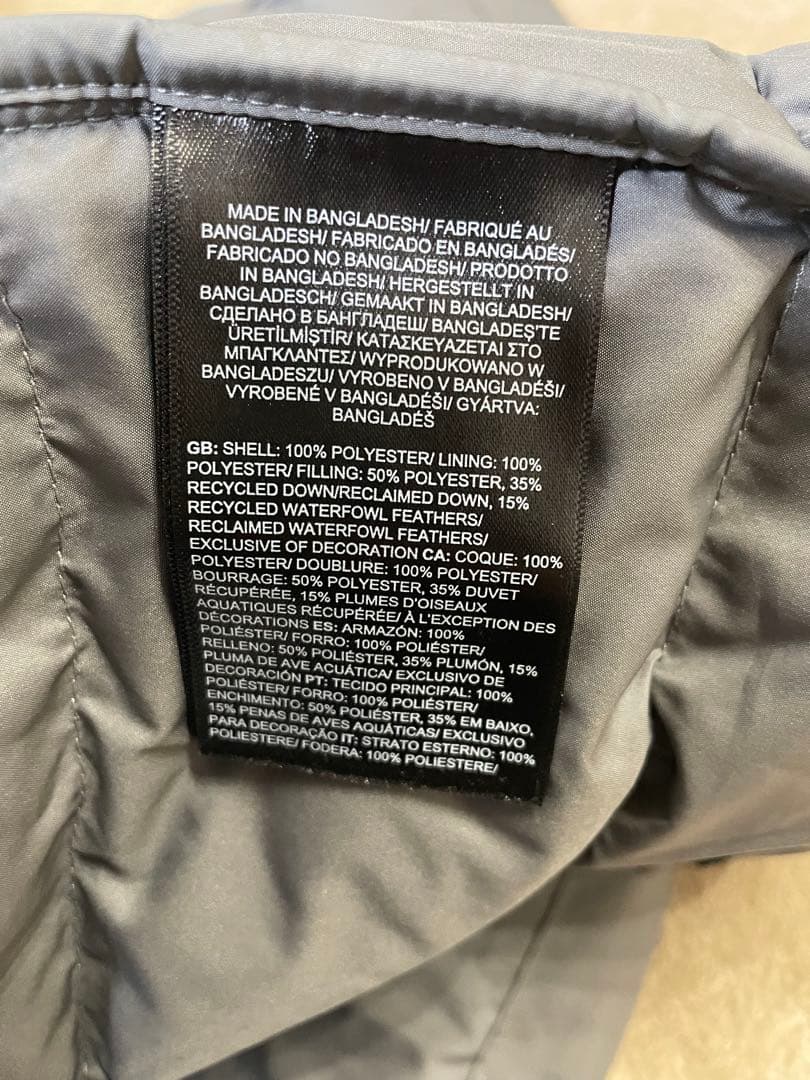 MADE IN BANGLADESH/ FABRIQUÉ AU
BANGLADESH/ FABRICADO EN BANGLADÉS/
FABRICADO NO BANGLADESH/ PRODOTTO
IN BANGLADESH/ HERGESTELLT IN
BANGLADESCH/ GEMAAKT IN BANGLADESH/
СДЕЛАНО В БАНГЛАДЕШ/ BANGLADEŞ'TE
ÜRETİLMİŞTİR/ ΚΑΤΑΣΚΕΥΑΖΕΤΑΙ ΣΤΟ
ΜΠΑΓΚΛΑΝΤΕΣ/ WYPRODUKOWANO W
BANGLADESZU/ VYROBENO V BANGLADÉŠI/
VYROBENÉ V BANGLADÉŠI/ GYÁRTVA:
BANGLADÉŠ
GB: SHELL: 100% POLYESTER/ LINING: 100%
POLYESTER/ FILLING: 50% POLYESTER, 35%
RECYCLED DOWN/RECLAIMED DOWN, 15%
RECYCLED WATERFOWL FEATHERS/
RECLAIMED WATERFOWL FEATHERS/
EXCLUSIVE OF DECORATION CA: COQUE: 100%
POLYESTER/ DOUBLURE: 100% POLYESTER/
BOURRAGE: 50% POLYESTER, 35% DUVET
RÉCUPÉRÉE, 15% PLUMES D'OISEAUX
AQUATIQUES RÉCUPÉRÉE/ À L'EXCEPTION DES
DÉCORATIONS ES: ARMAZÓN: 100%
POLIÉSTER/ FORRO: 100% POLIÉSTER/
RELLENO: 50% POLIÉSTER, 35% PLUMÓN, 15%
PLUMA DE AVE ACUÁTICA/ EXCLUSIVO DE
DECORACIÓN PT: TECIDO PRINCIPAL: 100%
POLIÉSTER/ FORRO: 100% POLIÉSTER/
ENCHIMENTO: 50% POLIÉSTER, 35% EM BAIXO,
15% PENAS DE AVES AQUÁTICAS/ EXCLUSIVO
PARA DECORAÇÃO IT: STRATO ESTERNO: 100%
POLIESTERE/ FODERA: 100% POLIESTERE/